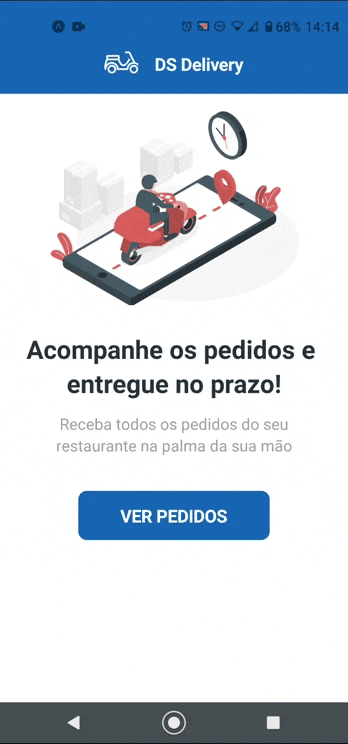 68% 14:14
DS Delivery
Acompanhe os pedidos e
entregue no prazo!
Receba todos os pedidos do seu
restaurante na palma da sua mão
VER PEDIDOS